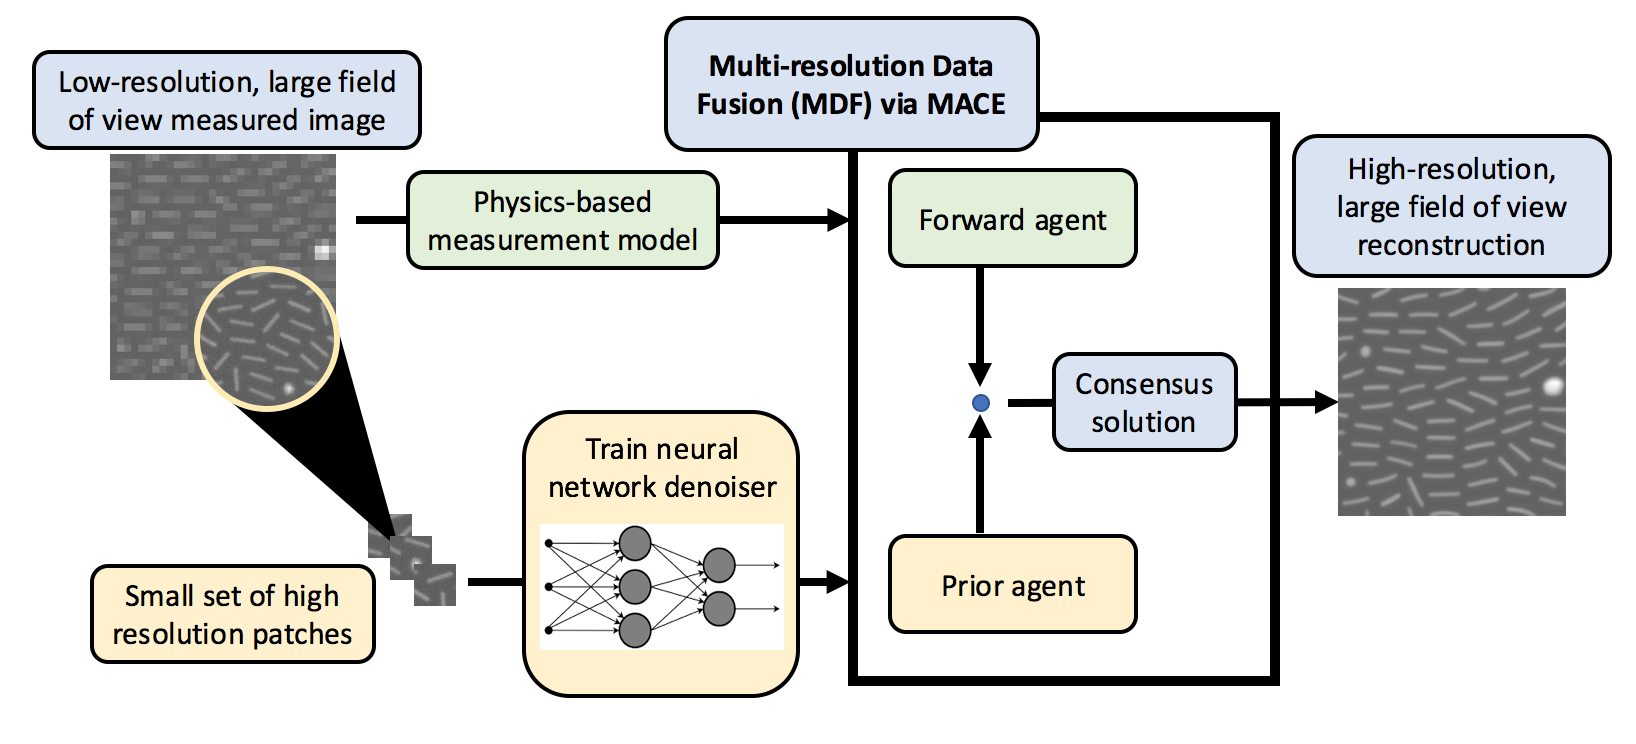 Low-resolution, large field
of view measured image
Physics-based
measurement model
Multi-resolution Data
Fusion (MDF) via MACE
Forward agent
Consensus
solution
Prior agent
High-resolution,
large field of view
reconstruction
Train neural
network denoiser
Small set of high
resolution patches